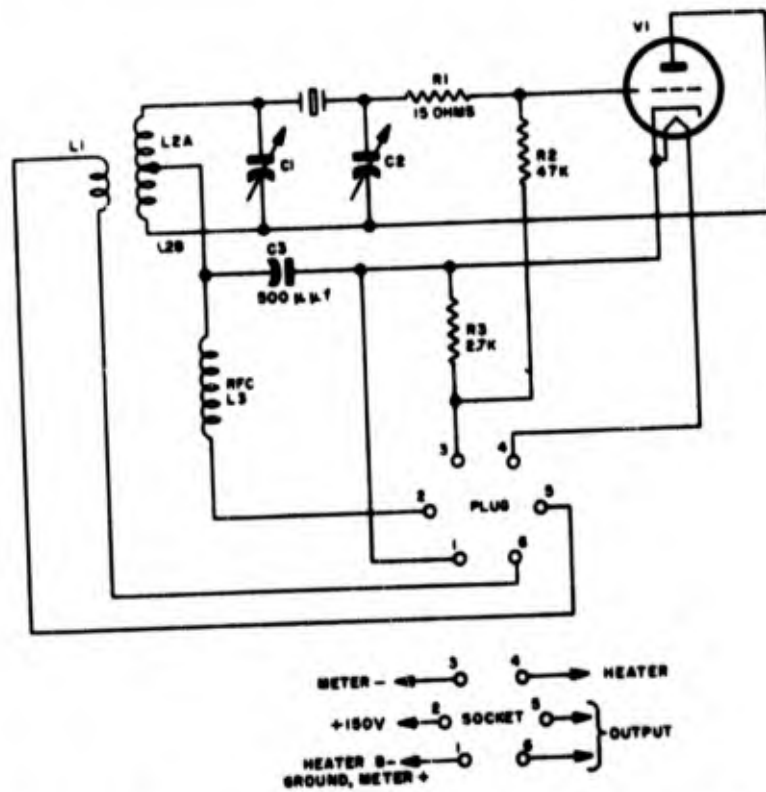 V1
R1
15 OHMS
L1
L2A
C1
C2
R2
47K
L2B
C3
500 μμf
R3
2.7K
RFC
L3
3
4
2
PLUG
5
1
6
3
4
METER -
HEATER
+150V
2
SOCKET
5
OUTPUT
HEATER B-
1
6
GROUND, METER +